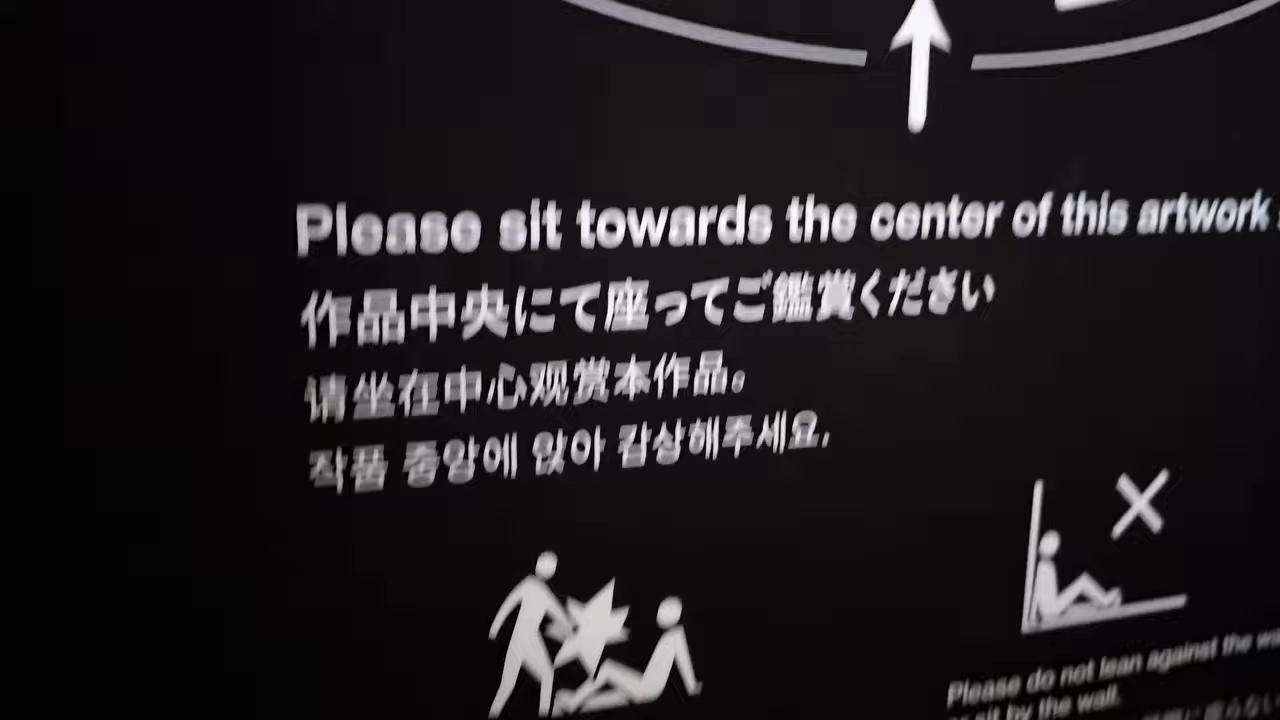 Please sit towards the center of this artwork.
作品中央にて座ってご鑑賞ください
请坐在中心观赏本作品。
작품 중앙에 앉아 감상해주세요.
Please do not lean against the
or sit by the wall.